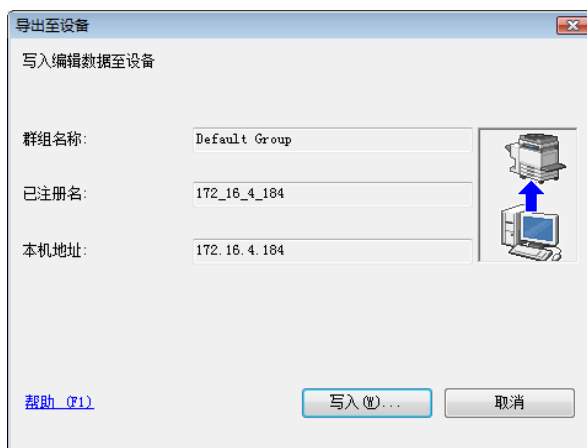 导出至设备
写入编辑数据至设备
群组名称: Default Group
已注册名: 172_16_4_184
本机地址: 172.16.4.184
帮助 (F1) 写入(W)... 取消